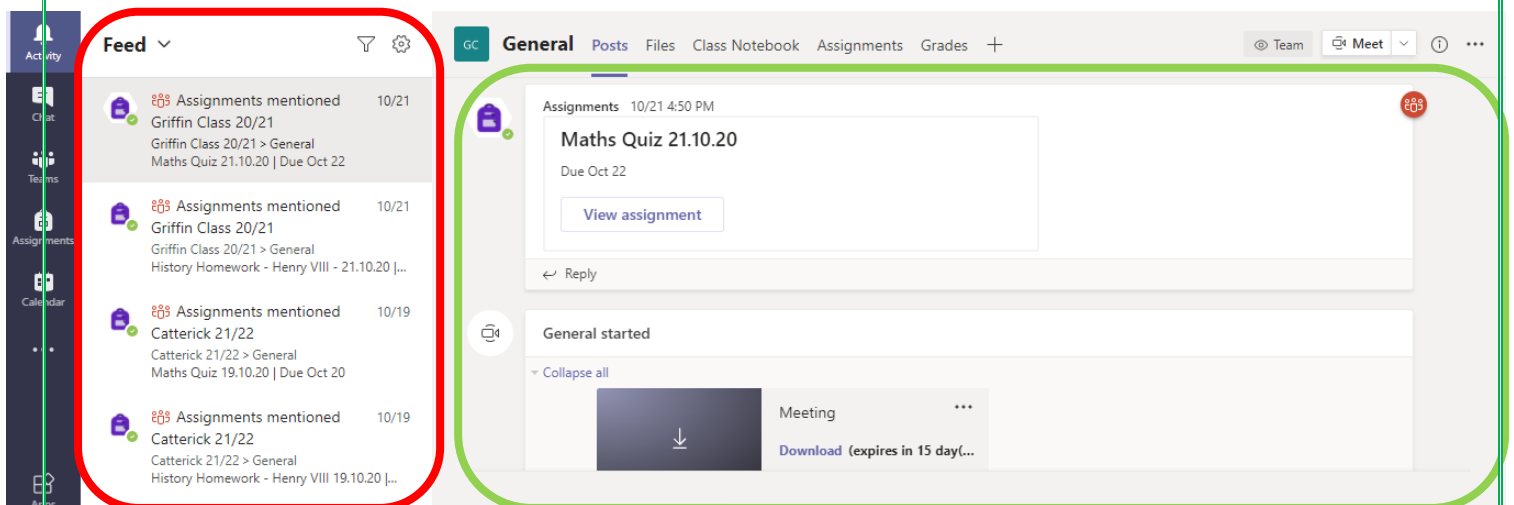 Activity
Chat
Teams
Assignments
Calendar
Apps
Feed
Assignments mentioned 10/21
Griffin Class 20/21
Griffin Class 20/21 > General
Maths Quiz 21.10.20 | Due Oct 22
Assignments mentioned 10/21
Griffin Class 20/21
Griffin Class 20/21 > General
History Homework - Henry VIII - 21.10.20 |...
Assignments mentioned 10/19
Catterick 21/22
Catterick 21/22 > General
Maths Quiz 19.10.20 | Due Oct 20
Assignments mentioned 10/19
Catterick 21/22
Catterick 21/22 > General
History Homework - Henry VIII 19.10.20 |...
GC General Posts Files Class Notebook Assignments Grades Team Meet
Assignments 10/21 4:50 PM
Maths Quiz 21.10.20
Due Oct 22
View assignment
Reply
General started
Collapse all
Meeting
Download (expires in 15 day(...